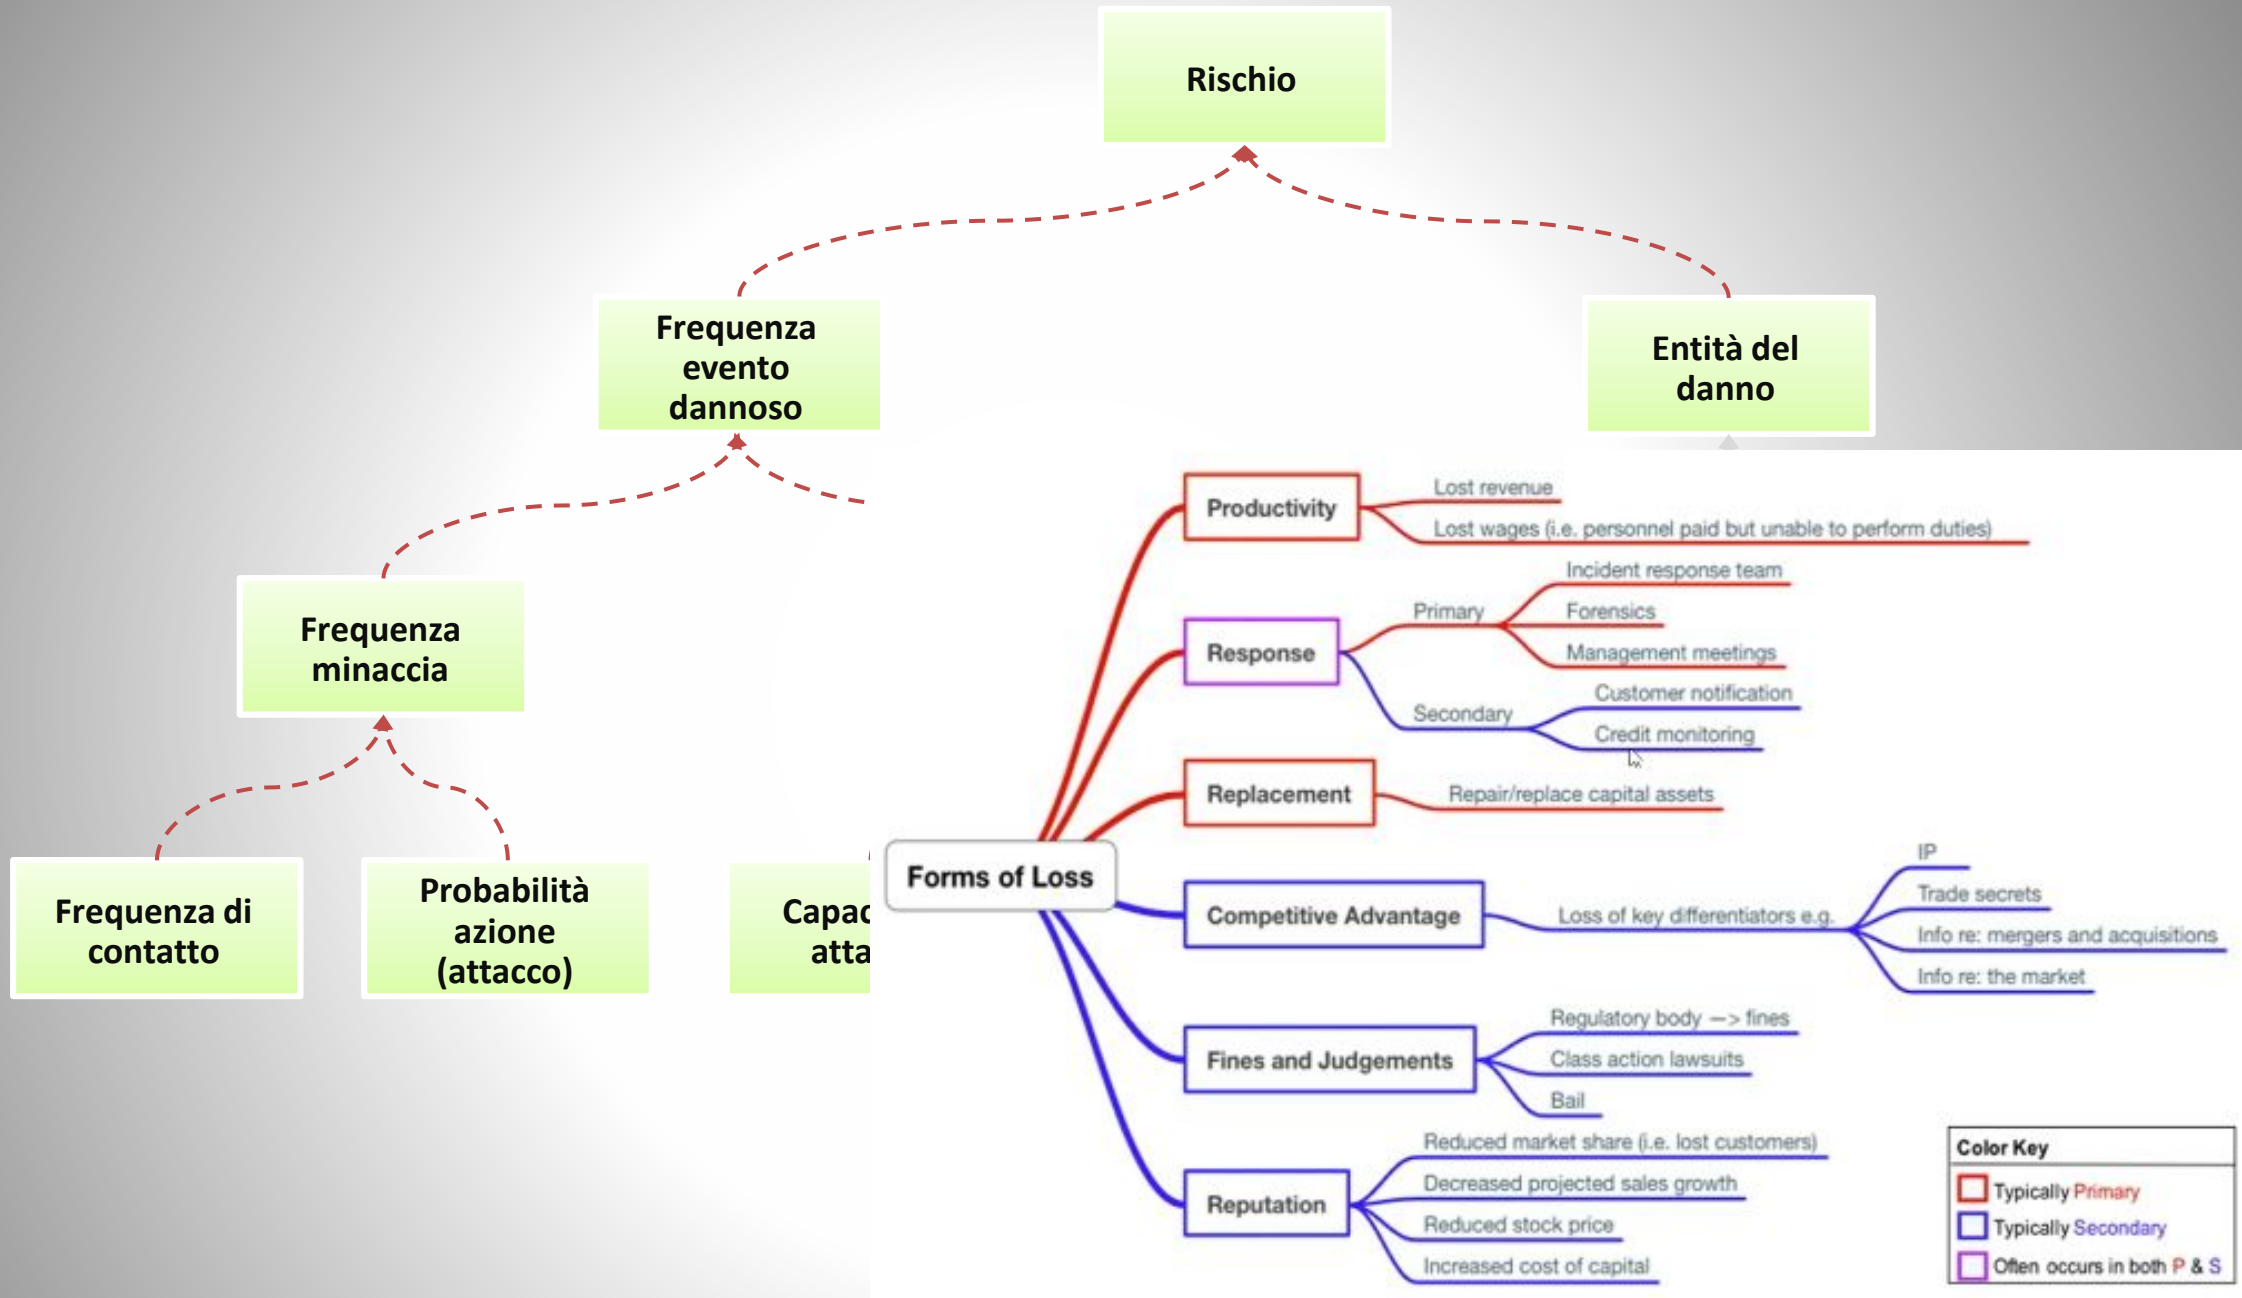 Rischio
Frequenza
evento
dannoso
Entità del
danno
Frequenza
minaccia
Frequenza di
contatto
Probabilità
azione
(attacco)
Forms of Loss
Productivity
Lost revenue
Lost wages (i.e. personnel paid but unable to perform duties)
Response
Primary
Incident response team
Forensics
Management meetings
Secondary
Customer notification
Credit monitoring
Replacement
Repair/replace capital assets
Competitive Advantage
Loss of key differentiators e.g.
IP
Trade secrets
Info re: mergers and acquisitions
Info re: the market
Fines and Judgements
Regulatory body —> fines
Class action lawsuits
Bail
Reputation
Reduced market share (i.e. lost customers)
Decreased projected sales growth
Reduced stock price
Increased cost of capital
Color Key
Typically Primary
Typically Secondary
Often occurs in both P & S